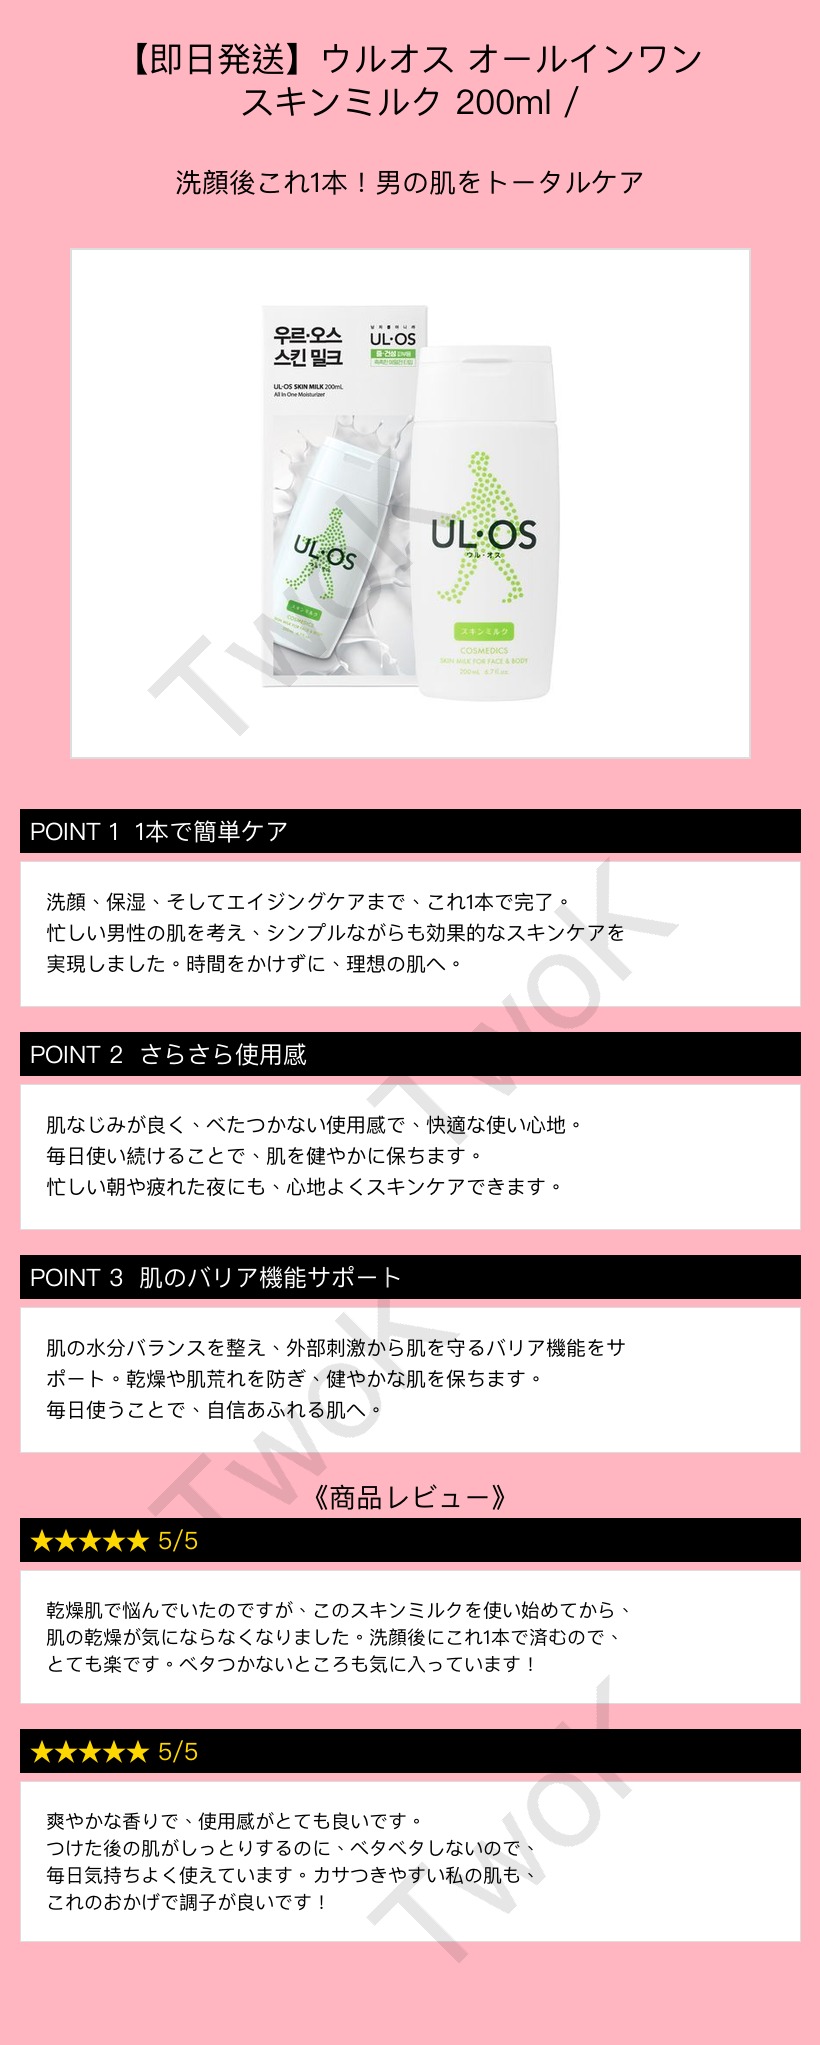 【即日発送】ウルオス オールインワン
スキンミルク 200ml /
洗顔後これ1本！男の肌をトータルケア
우르·오스
스킨 밀크
UL·OS
UL·OS SKIN MILK 200mL
All In One Moisturizer
UL·OS
スキンミルク
COSMEDICS
UL·OS
ウル·オス
スキンミルク
COSMEDICS
SKIN MILK FOR FACE & BODY
200mL 6.7fl.oz
TwoK
POINT 1 1本で簡単ケア
洗顔、保湿、そしてエイジングケアまで、これ1本で完了。
忙しい男性の肌を考え、シンプルながらも効果的なスキンケアを
実現しました。時間をかけずに、理想の肌へ。
TwoK
POINT 2 さらさら使用感
肌なじみが良く、べたつかない使用感で、快適な使い心地。
毎日使い続けることで、肌を健やかに保ちます。
忙しい朝や疲れた夜にも、心地よくスキンケアできます。
POINT 3 肌のバリア機能サポート
肌の水分バランスを整え、外部刺激から肌を守るバリア機能をサ
ポート。乾燥や肌荒れを防ぎ、健やかな肌を保ちます。
毎日使うことで、自信あふれる肌へ。
TwoK
《商品レビュー》
★★★★★ 5/5
乾燥肌で悩んでいたのですが、このスキンミルクを使い始めてから、
肌の乾燥が気にならなくなりました。洗顔後にこれ1本で済むので、
とても楽です。ベタつかないところも気に入っています！
★★★★★ 5/5
爽やかな香りで、使用感がとても良いです。
つけた後の肌がしっとりするのに、ベタベタしないので、
毎日気持ちよく使えています。カサつきやすい私の肌も、
これのおかげで調子が良いです！
TwoK